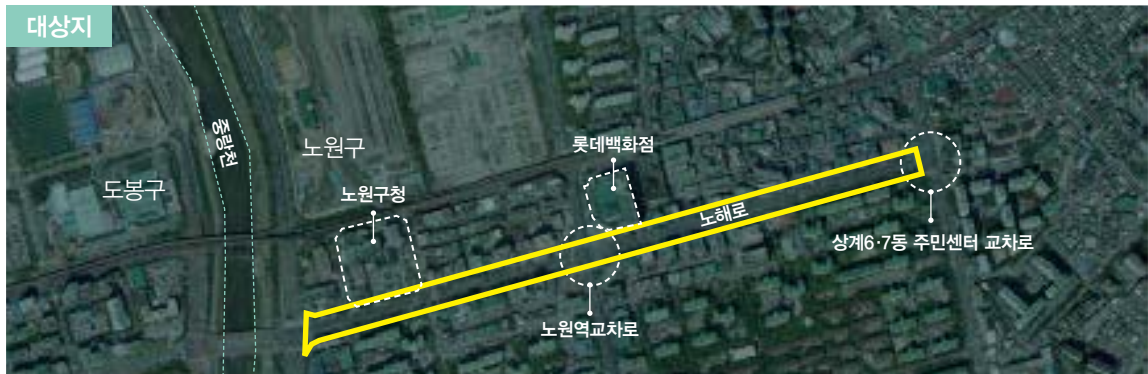 대상지
중랑천
노원구
도봉구
노원구청
롯데백화점
노해로
상계6·7동 주민센터 교차로
노원역교차로